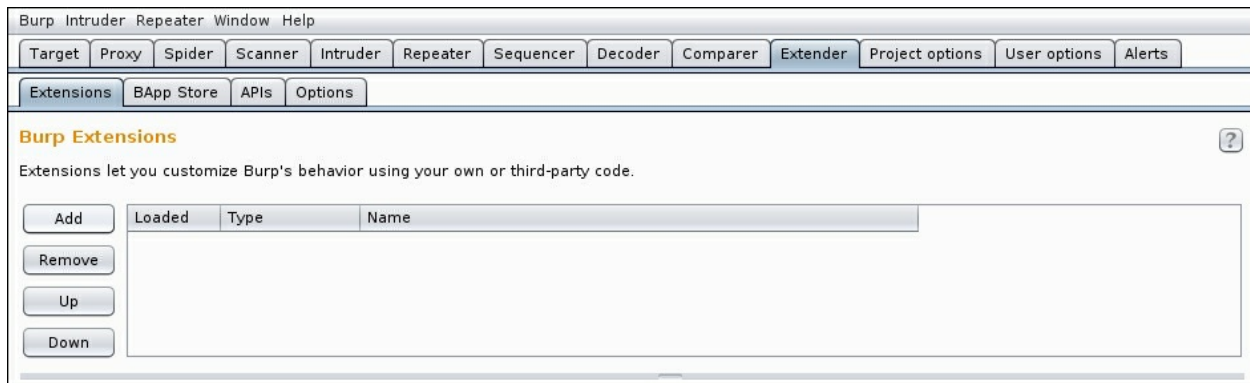 Burp Intruder Repeater Window Help
Target Proxy Spider Scanner Intruder Repeater Sequencer Decoder Comparer Extender Project options User options Alerts
Extensions BApp Store APIs Options
Burp Extensions
?
Extensions let you customize Burp's behavior using your own or third-party code.
Add Loaded Type Name
Remove
Up
Down